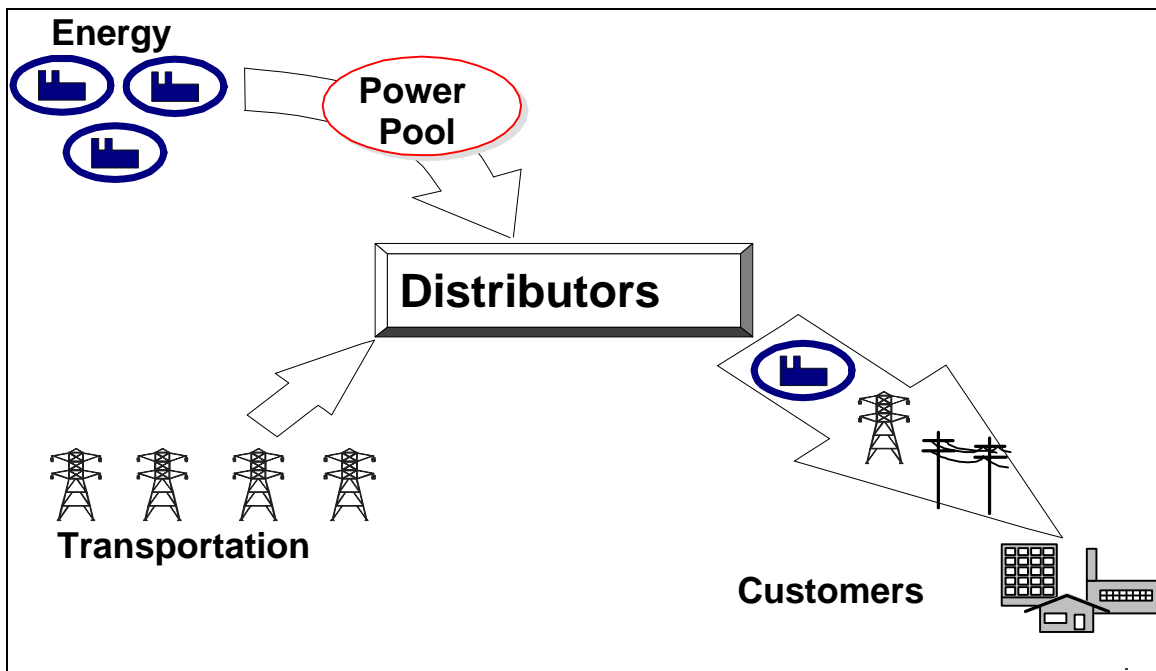 Energy
Power
Pool
Distributors
Transportation
Customers